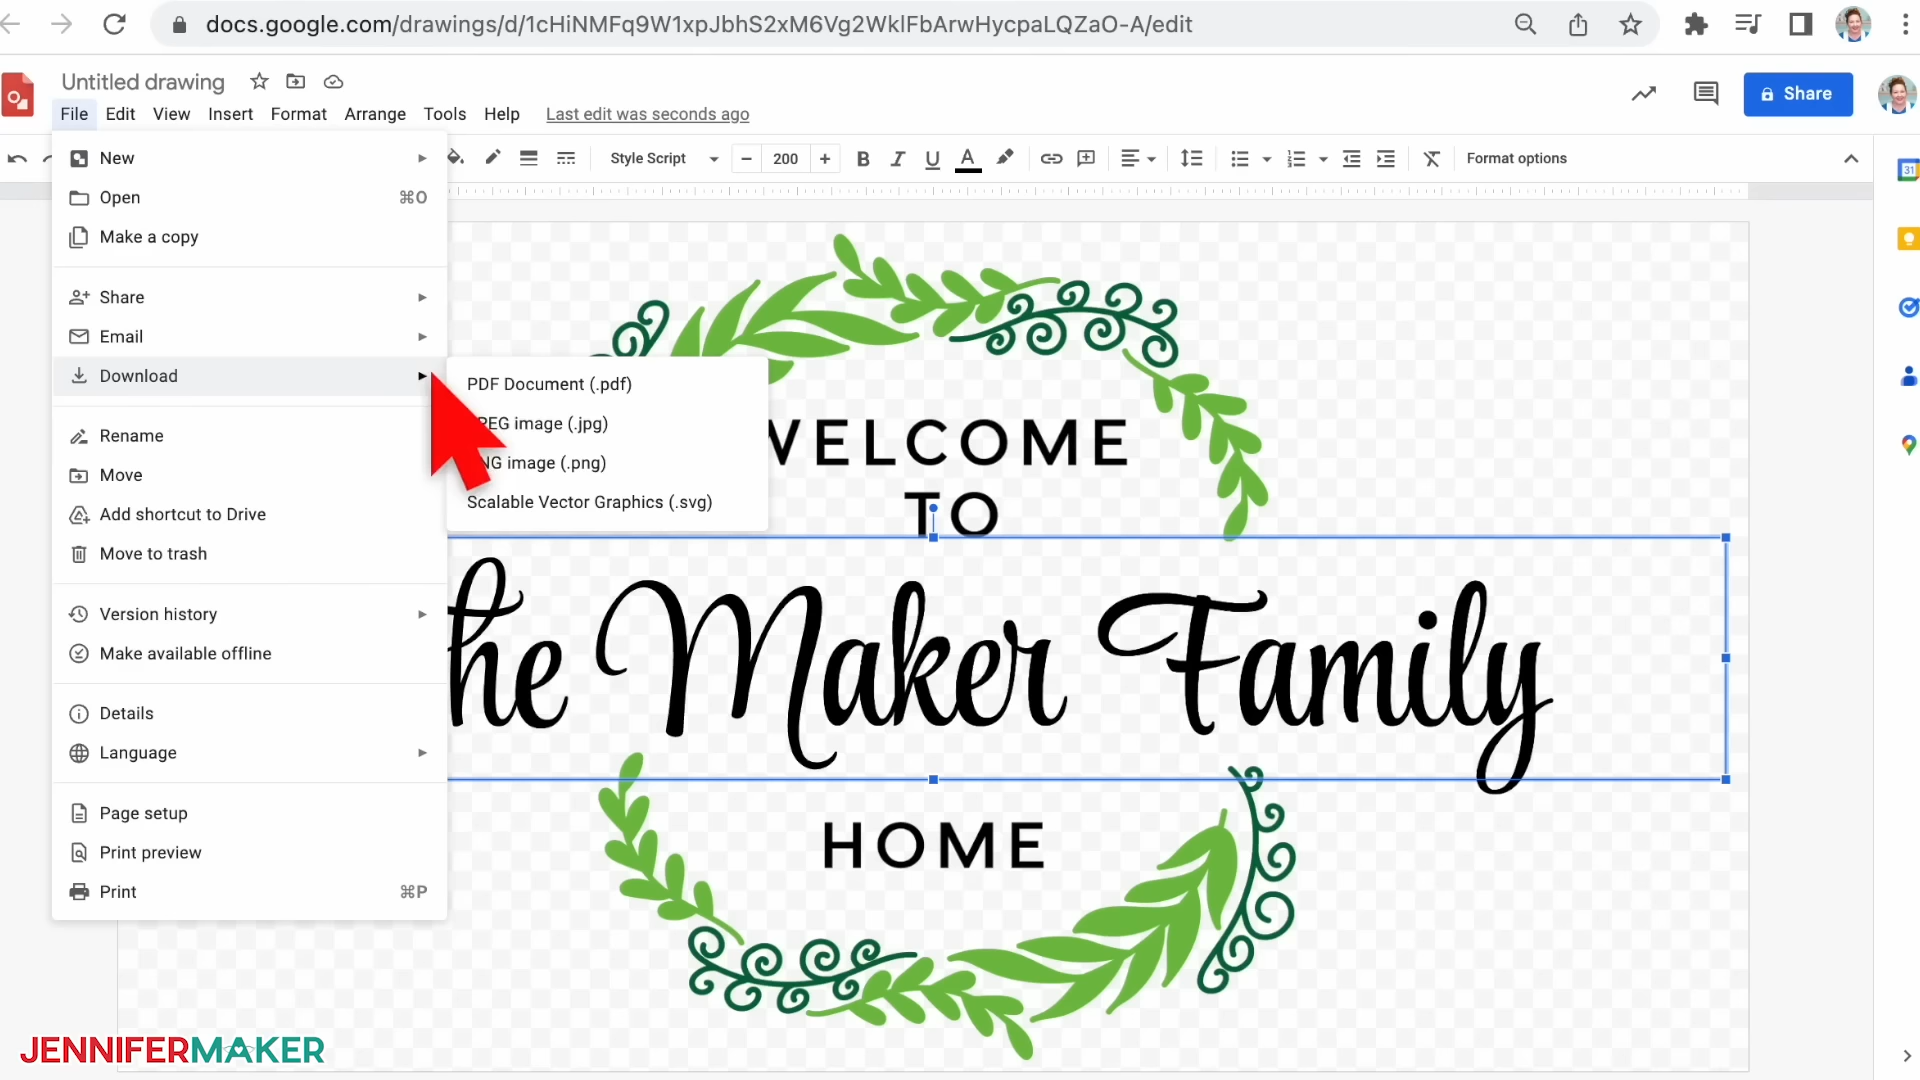 docs.google.com/drawings/d/1cHiNMFq9W1xpJbhS2xM6Vg2WklFbArwHycpaLQZaO-A/edit
Untitled drawing
Share
File Edit View Insert Format Arrange Tools Help Last edit was seconds ago
Style Script − 200 + B I U A Format options
31
New
Open ⌘O
Make a copy
Share
Email
Download
PDF Document (.pdf)
image (.jpg)
image (.png)
Scalable Vector Graphics (.svg)
Rename
Move
Add shortcut to Drive
Move to trash
Version history
Make available offline
Details
Language
Page setup
Print preview
Print ⌘P
WELCOME
TO
he Maker Family
HOME
JENNIFERMAKER